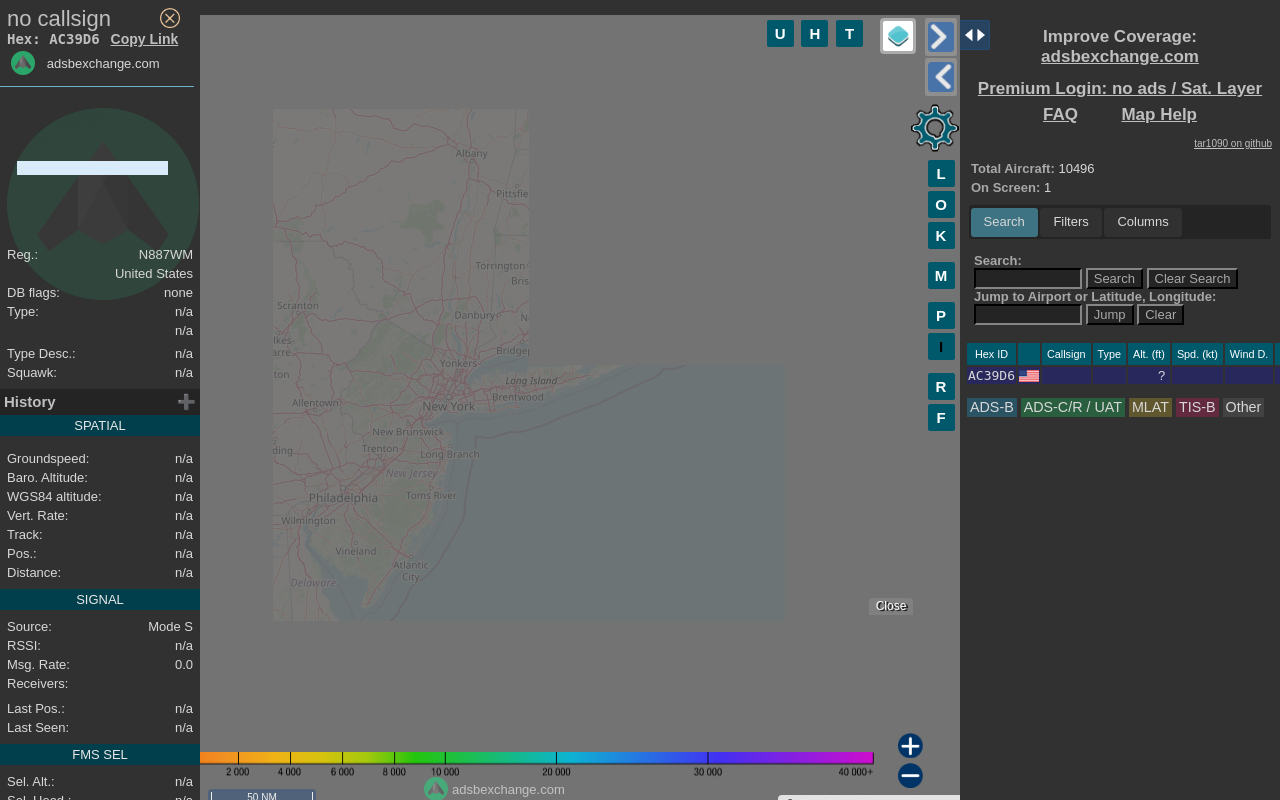 no callsign
Hex: AC39D6 Copy Link
adsbexchange.com
Reg.: N887WM
United States
DB flags: none
Type: n/a
n/a
Type Desc.: n/a
Squawk: n/a
History
SPATIAL
Groundspeed: n/a
Baro. Altitude: n/a
WGS84 altitude: n/a
Vert. Rate: n/a
Track: n/a
Pos.: n/a
Distance: n/a
SIGNAL
Source: Mode S
RSSI: n/a
Msg. Rate: 0.0
Receivers:
Last Pos.: n/a
Last Seen: n/a
FMS SEL
Sel. Alt.: n/a
U H T
L
O
K
M
P
I
R
F
Albany
Pittsfie
Torrington
Bris
Scranton
Danbury
N
lkes-
arre
Bridge
Yonkers
ton
Long Island
Brentwood
Allentown
New York
New Brunswick
ding
Trenton
Long Branch
New Jersey
Philadelphia
Toms River
Wilmington
Vineland
Atlantic
City
Delaware
Close
2 000 4 000 6 000 8 000 10 000 20 000 30 000 40 000+
adsbexchange.com
50 NM
Improve Coverage:
adsbexchange.com
Premium Login: no ads / Sat. Layer
FAQ Map Help
tar1090 on github
Total Aircraft: 10496
On Screen: 1
Search Filters Columns
Search:
Search Clear Search
Jump to Airport or Latitude, Longitude:
Jump Clear
Hex ID Callsign Type Alt. (ft) Spd. (kt) Wind D.
AC39D6 ?
ADS-B ADS-C/R / UAT MLAT TIS-B Other